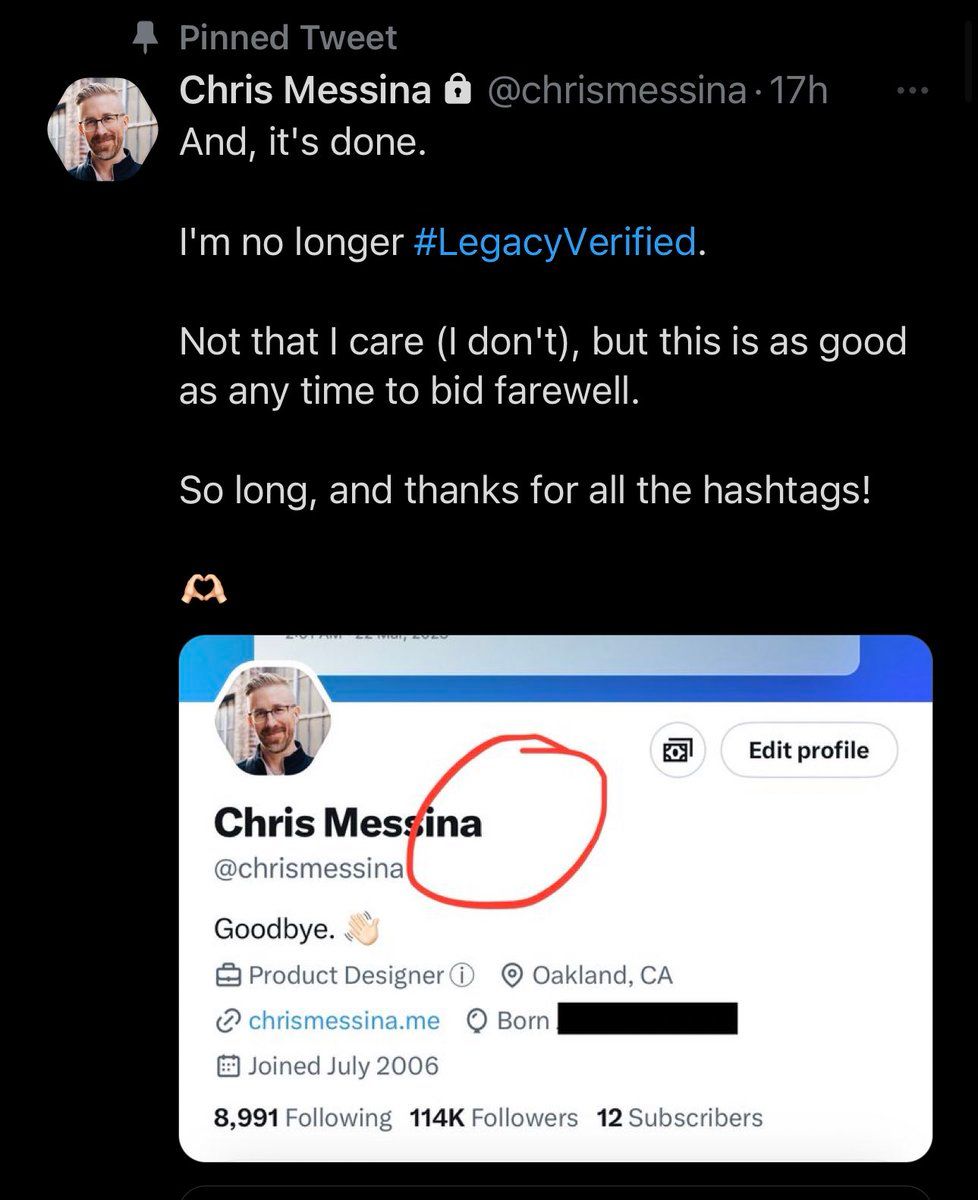 Pinned Tweet
Chris Messina @chrismessina · 17h
And, it's done.
I'm no longer #LegacyVerified.
Not that I care (I don't), but this is as good
as any time to bid farewell.
So long, and thanks for all the hashtags!
Edit profile
Chris Messina
@chrismessina
Goodbye.
Product Designer Oakland, CA
chrismessina.me Born
Joined July 2006
8,991 Following 114K Followers 12 Subscribers